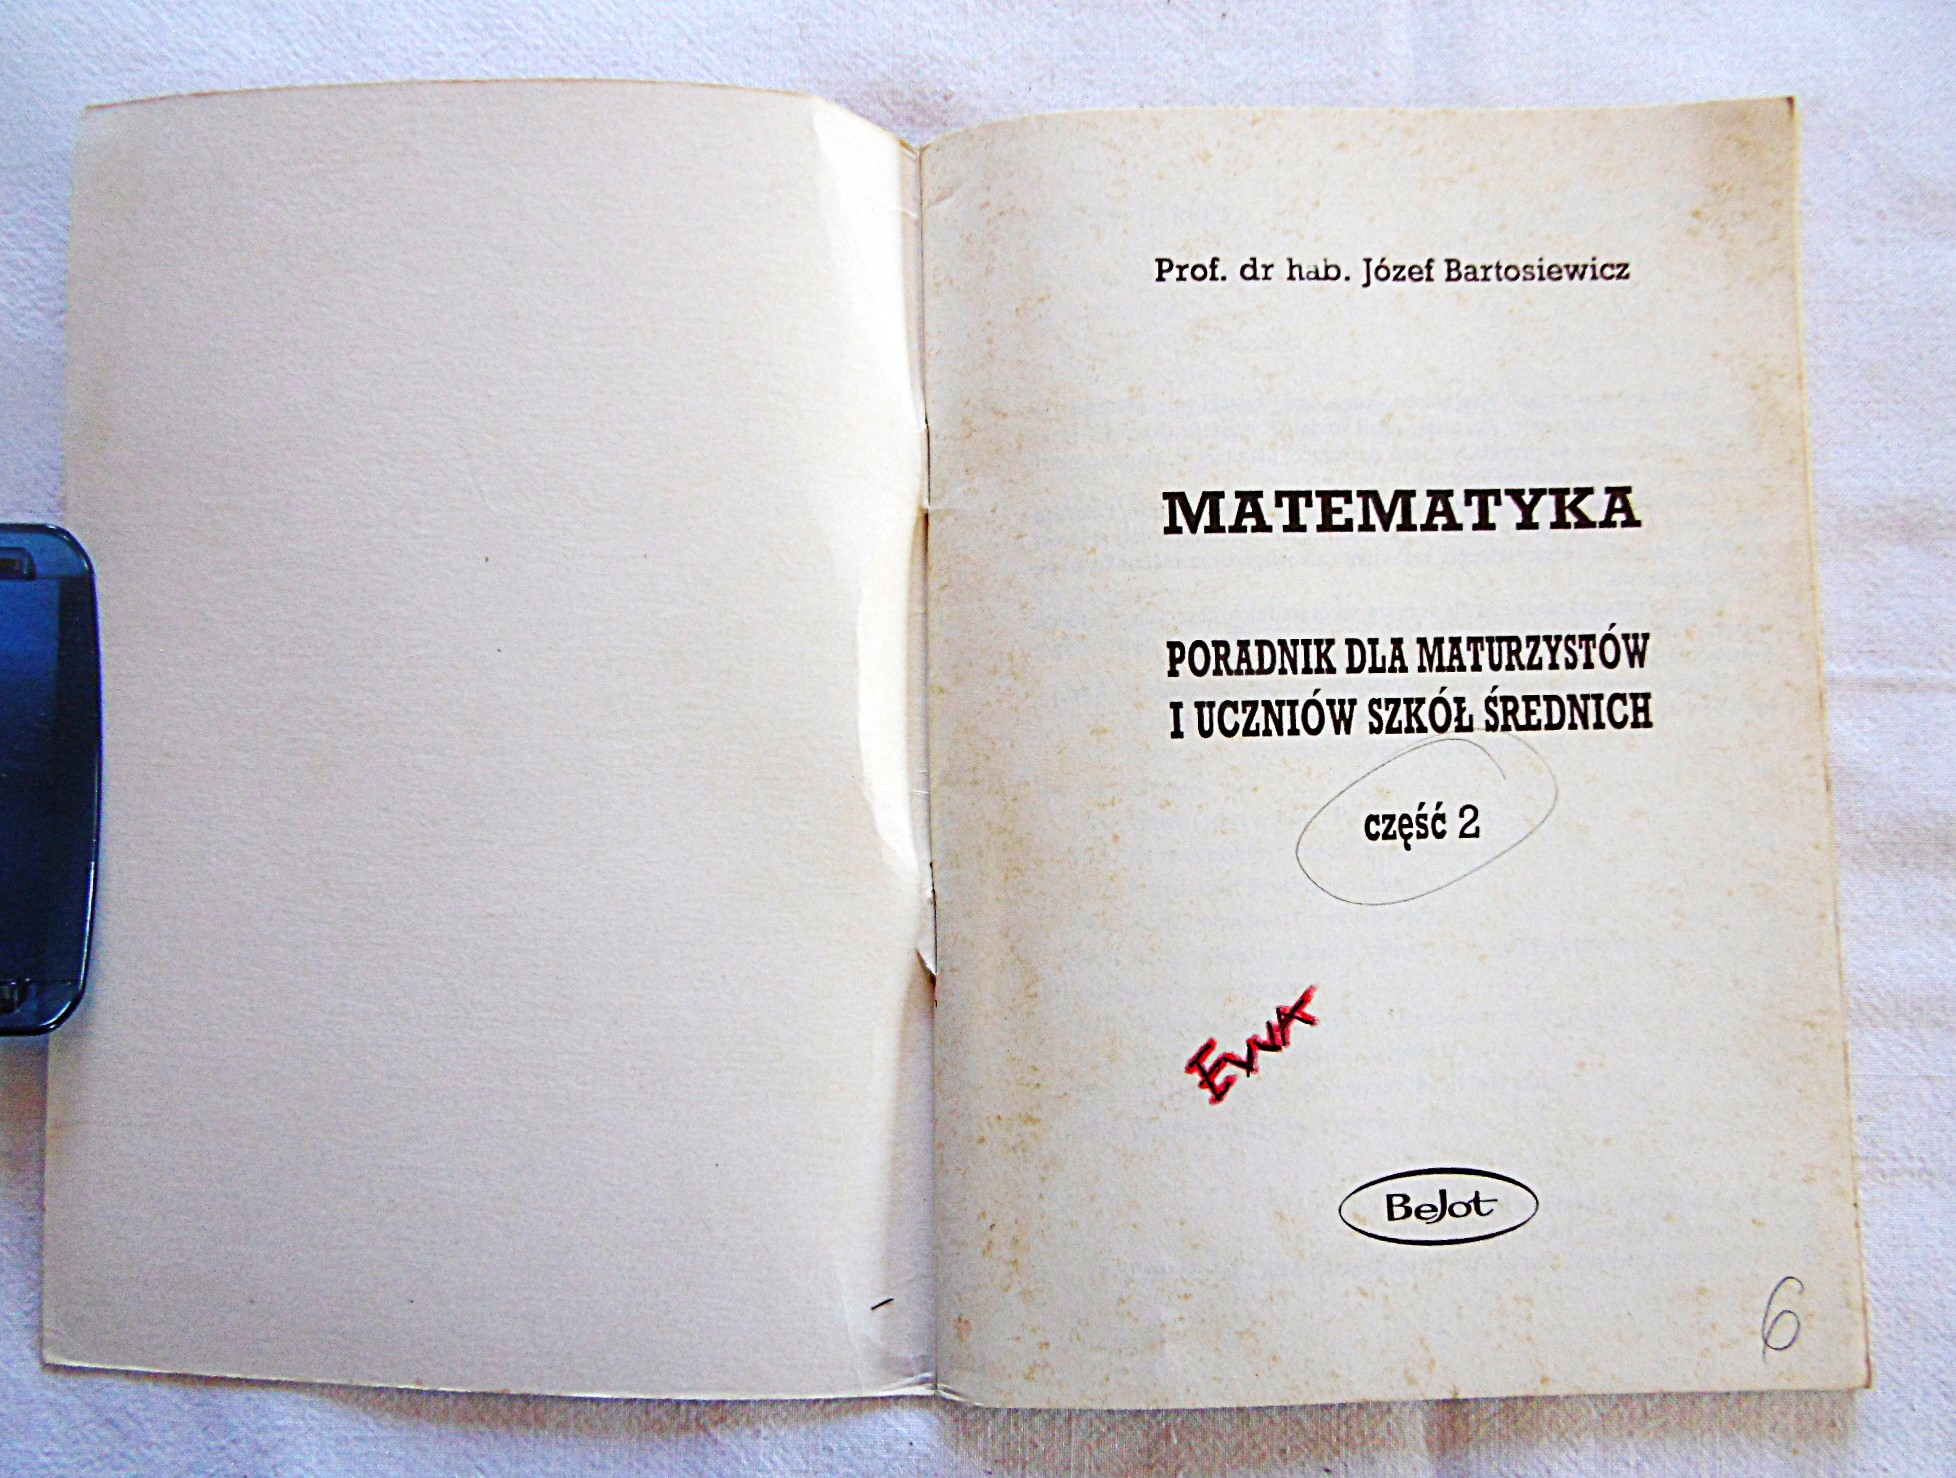 Prof. dr hab. Józef Bartosiewicz
MATEMATYKA
PORADNIK DLA MATURZYSTÓW
I UCZNIÓW SZKÓŁ ŚREDNICH
część 2
EWA
BeJot
6